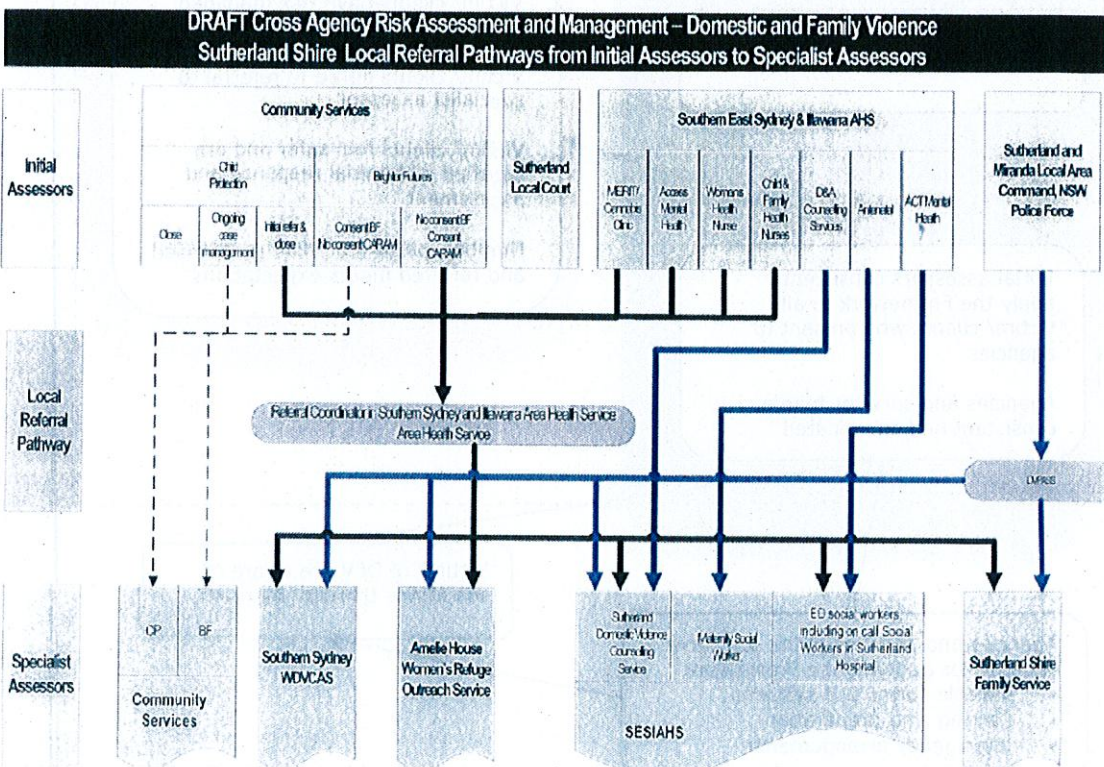 DRAFT Cross Agency Risk Assessment and Management – Domestic and Family Violence
Sutherland Shire Local Referral Pathways from Initial Assessors to Specialist Assessors
Initial
Assessors
Community Services
Child
Protection
Brighter Futures
Close
Ongoing
case
management
Initial refer &
close
Consent BF
No consent CARAM
No consent BF
Consent
CARAM
Sutherland
Local Court
Southern East Sydney & Illawarra AHS
MERIT/
Cannabis
Clinic
Access
Mental
Health
Womens
Health
Nurse
Child &
Family
Health
Nurses
D&A
Counselling
Services
Antenatal
ACT Mental
Health
Sutherland and
Miranda Local Area
Command, NSW
Police Force
Local
Referral
Pathway
Referral Coordinator in Southern Sydney and Illawarra Area Health Service
Area Health Service
Specialist
Assessors
CP
BF
Community
Services
Southern Sydney
WDVCAS
Amelie House
Women's Refuge
Outreach Service
Sutherland
Domestic Violence
Counselling
Service
Maternity Social
Worker
ED social workers,
including on call Social
Workers in Sutherland
Hospital
SESIAHS
Sutherland Shire
Family Service